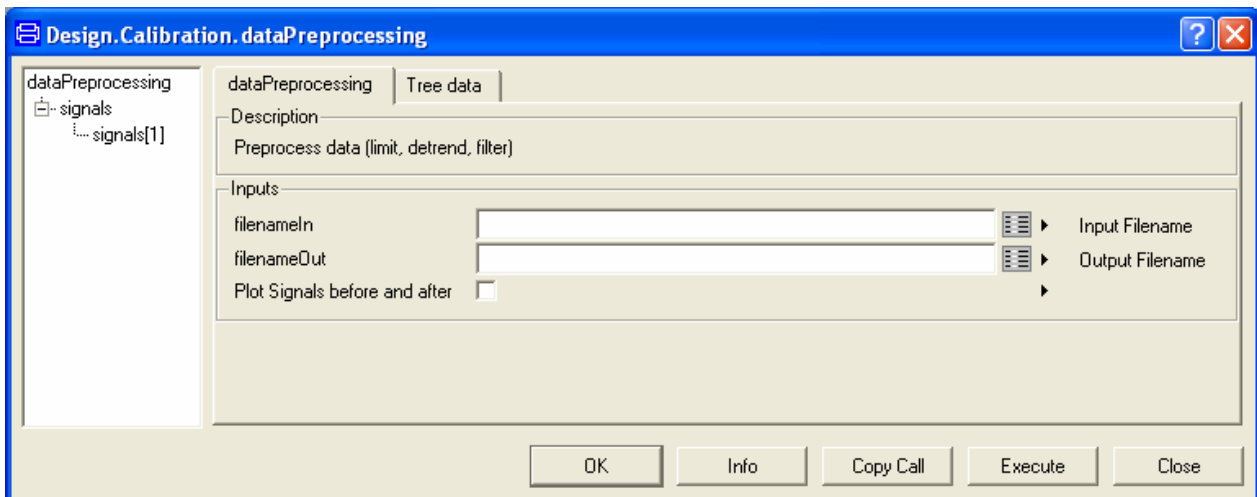 Design.Calibration.dataPreprocessing
dataPreprocessing
signals
signals[1]
dataPreprocessing Tree data
Description
Preprocess data (limit, detrend, filter)
Inputs
filenameIn Input Filename
filenameOut Output Filename
Plot Signals before and after
OK Info Copy Call Execute Close